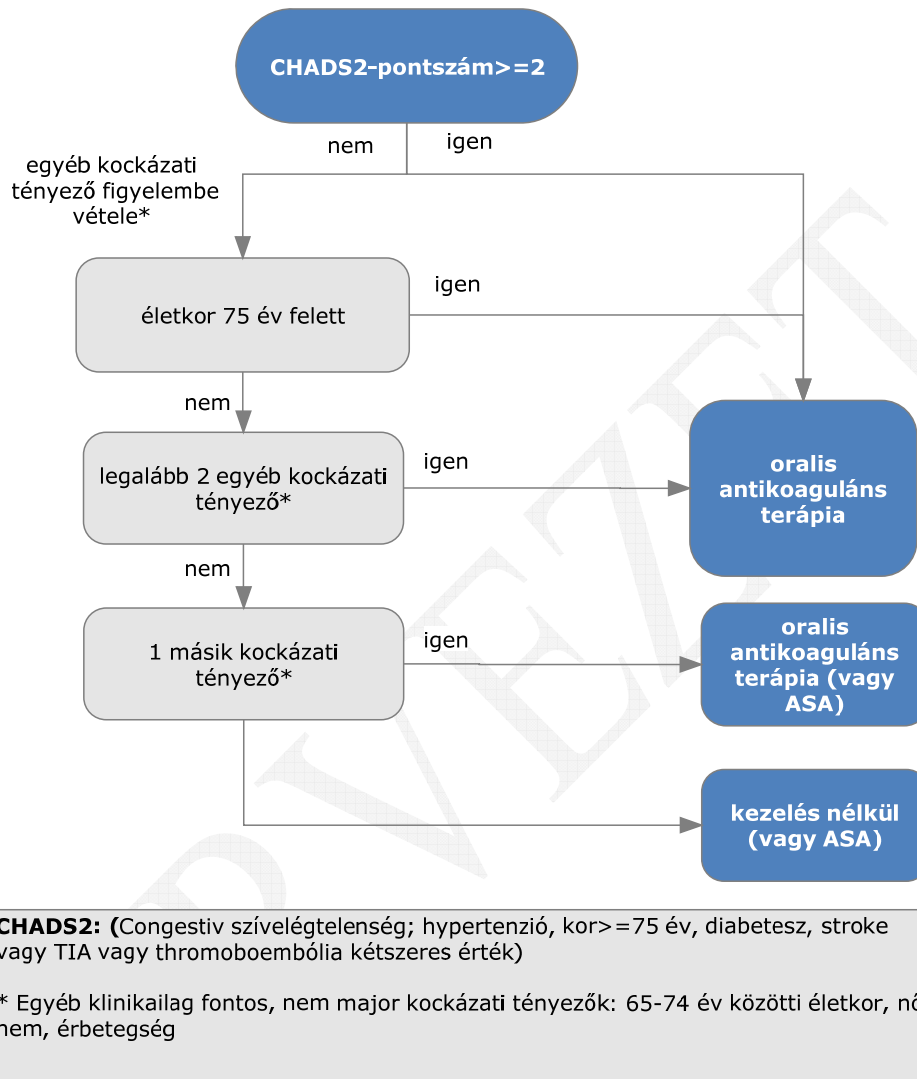 CHADS2-pontszám>=2
nem
igen
egyéb kockázati
tényező figyelembe
vétele*
életkor 75 év felett
igen
nem
legalább 2 egyéb kockázati
tényező*
igen
oralis
antikoaguláns
terápia
nem
1 másik kockázati
tényező*
igen
oralis
antikoaguláns
terápia (vagy
ASA)
kezelés nélkül
(vagy ASA)
CHADS2: (Congestiv szívelégtelenség; hypertenzió, kor>=75 év, diabetesz, stroke
vagy TIA vagy thromoboembólia kétszeres érték)
* Egyéb klinikailag fontos, nem major kockázati tényezők: 65-74 év közötti életkor,
nem, érbetegség